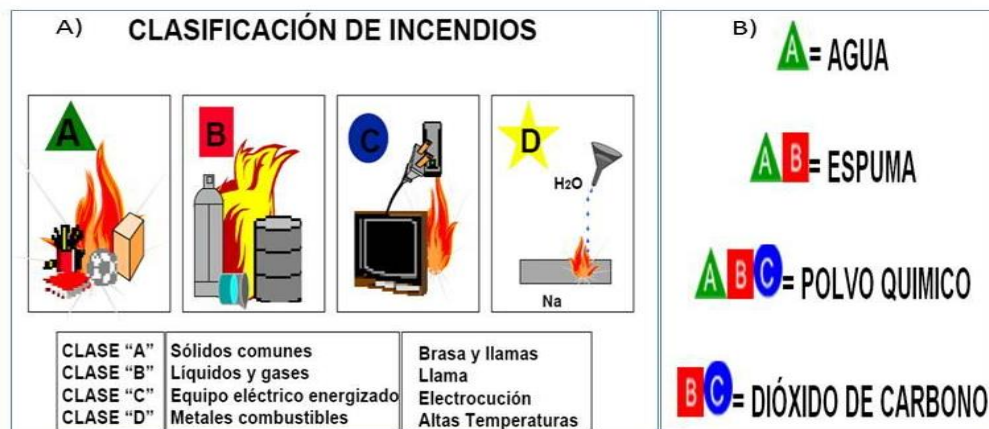 A)
CLASIFICACIÓN DE INCENDIOS
A
B
C
D
H2O
Na
CLASE "A" Sólidos comunes Brasa y llamas
CLASE "B" Líquidos y gases Llama
CLASE "C" Equipo eléctrico energizado Electrocución
CLASE "D" Metales combustibles Altas Temperaturas
B)
A = AGUA
A B = ESPUMA
A B C = POLVO QUIMICO
B C = DIÓXIDO DE CARBONO